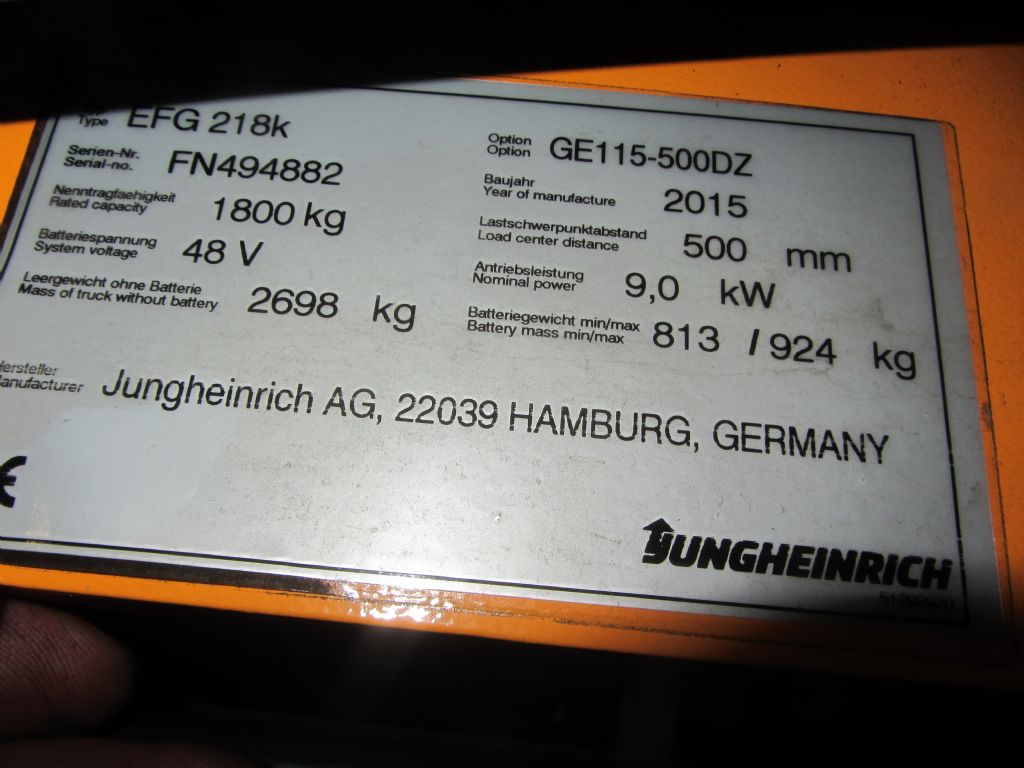 Type EFG 218k
Option
Option GE115-500DZ
Serien-Nr.
Serial-no. FN494882
Baujahr
Year of manufacture 2015
Nenntragfaehigkeit
Rated capacity 1800 kg
Lastschwerpunktabstand
Load center distance 500 mm
Batteriespannung
System voltage 48 V
Antriebsleistung
Nominal power 9,0 kW
Leergewicht ohne Batterie
Mass of truck without battery 2698 kg
Batteriegewicht min/max
Battery mass min/max 813 / 924 kg
Hersteller
Manufacturer Jungheinrich AG, 22039 HAMBURG, GERMANY
CE
JUNGHEINRICH